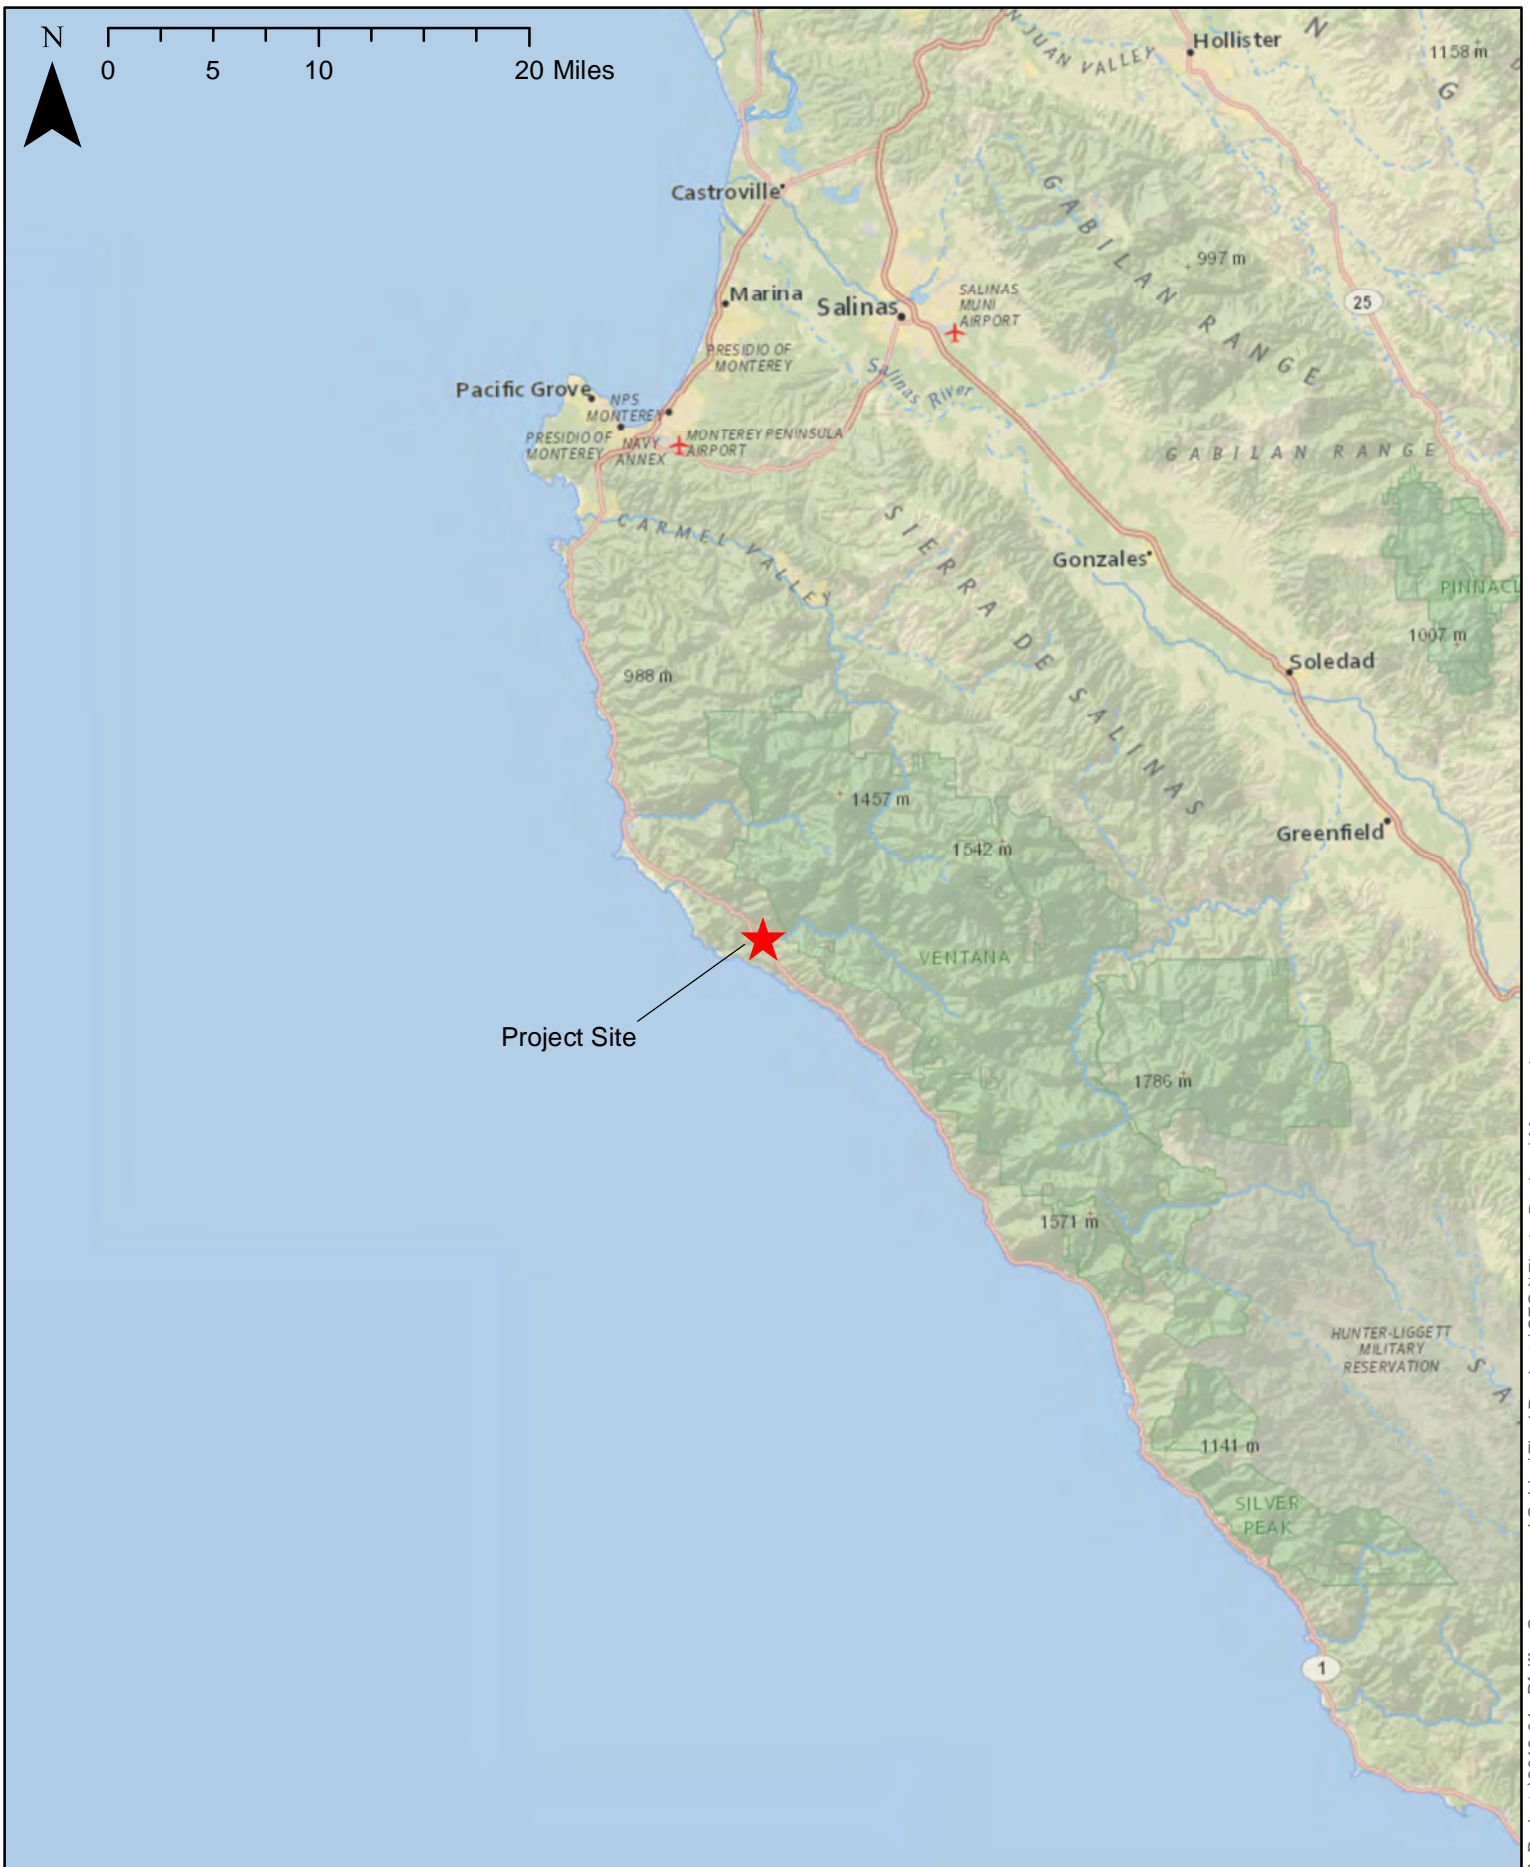 N
0 5 10 20 Miles
Hollister
1158 m
N
G
JUAN VALLEY
Castroville
GABILAN RANGE
997 m
25
Marina
Salinas
SALINAS
MUNI
AIRPORT
PRESIDIO OF
MONTEREY
Salinas River
Pacific Grove
NPS
MONTEREY
PRESIDIO OF
MONTEREY
NAVY
ANNEX
MONTEREY PENINSULA
AIRPORT
GABILAN RANGE
CARMEL VALLEY
SIERRA DE SALINAS
Gonzales
PINNACL
1007 m
Soledad
988 m
1457 m
1542 m
Greenfield
VENTANA
Project Site
1786 m
1571 m
HUNTER-LIGGETT
MILITARY
RESERVATION
S A
1141 m
SILVER
PEAK
1